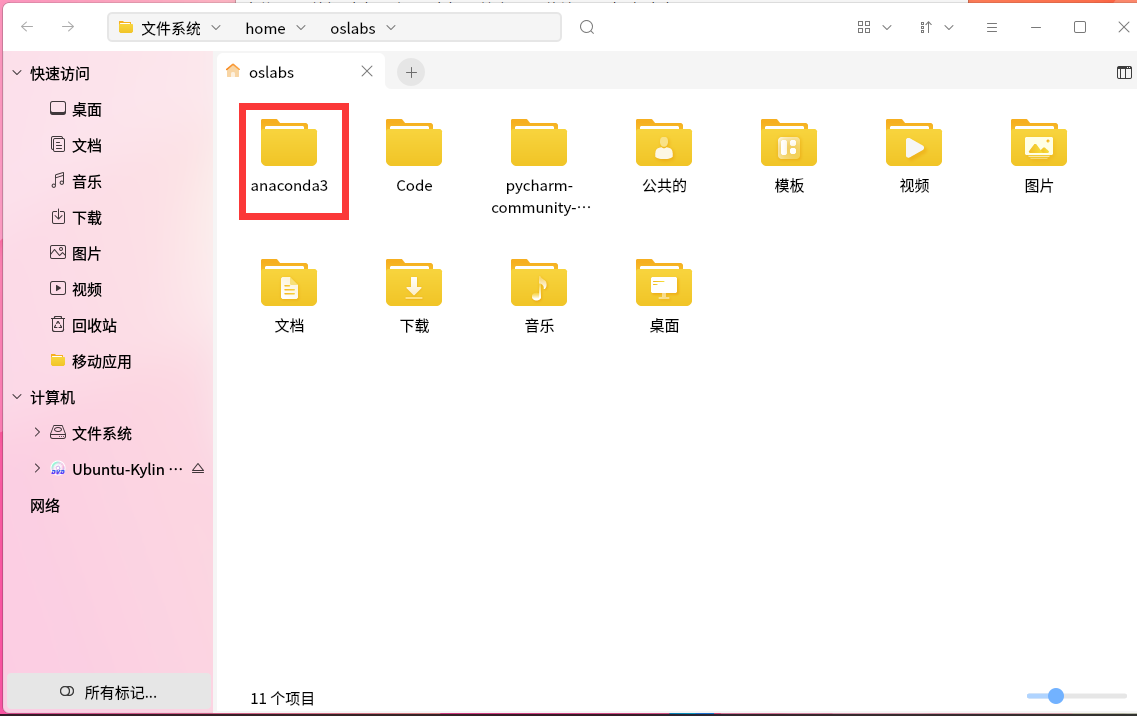 文件系统 home oslabs
快速访问
桌面
文档
音乐
下载
图片
视频
回收站
移动应用
计算机
文件系统
Ubuntu-Kylin ···
网络
所有标记...
oslabs
anaconda3
Code
pycharm-
community-···
公共的
模板
视频
图片
文档
下载
音乐
桌面
11 个项目